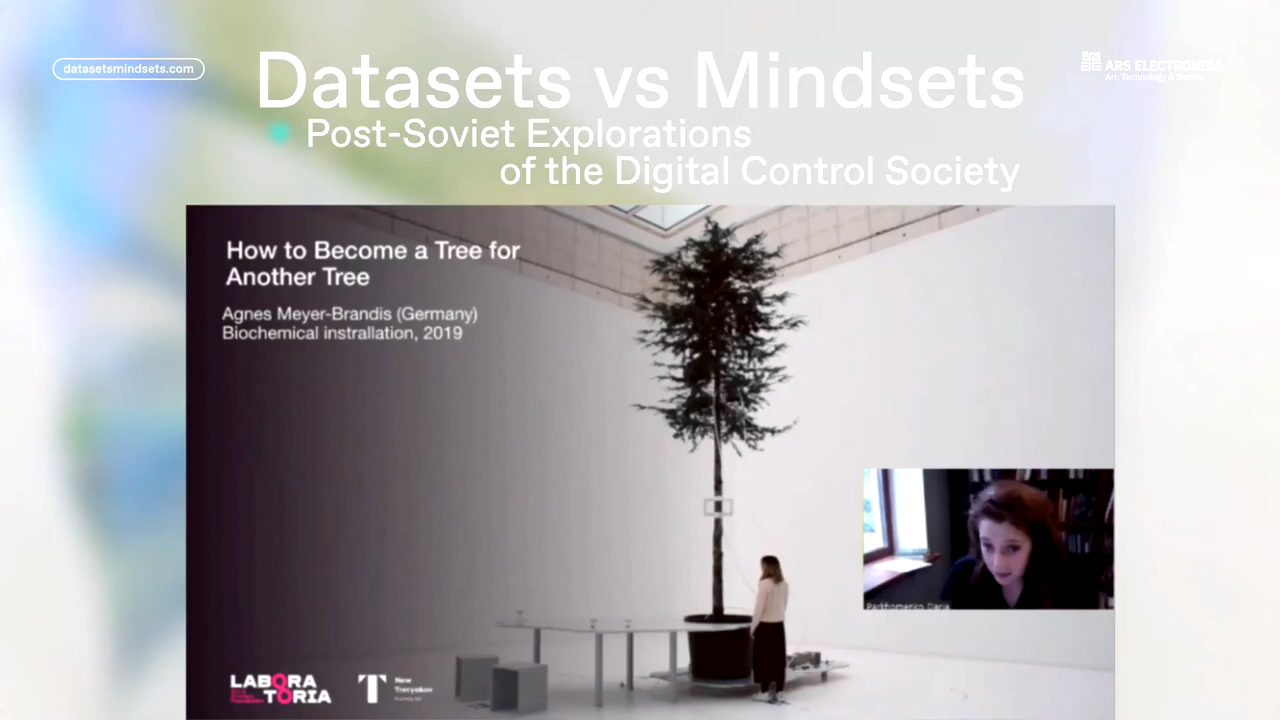 datasetsmindsets.com
Datasets vs Mindsets
ARS ELECTRONICA
Art, Technology & Society
Post-Soviet Explorations
of the Digital Control Society
How to Become a Tree for
Another Tree
Agnes Meyer-Brandis (Germany)
Biochemical instrallation, 2019
Parkhomenko Daria
LABORA
TORIA
New
Tretyakov